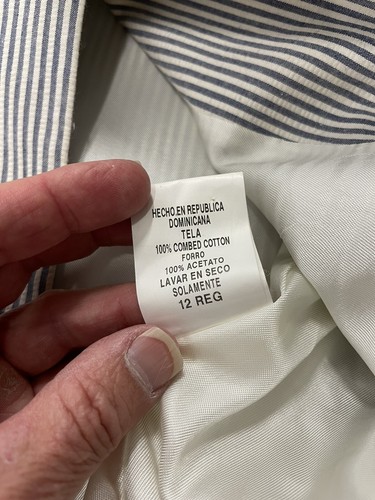 HECHO EN REPUBLICA
DOMINICANA
TELA
100% COMBED COTTON
FORRO
100% ACETATO
LAVAR EN SECO
SOLAMENTE
12 REG